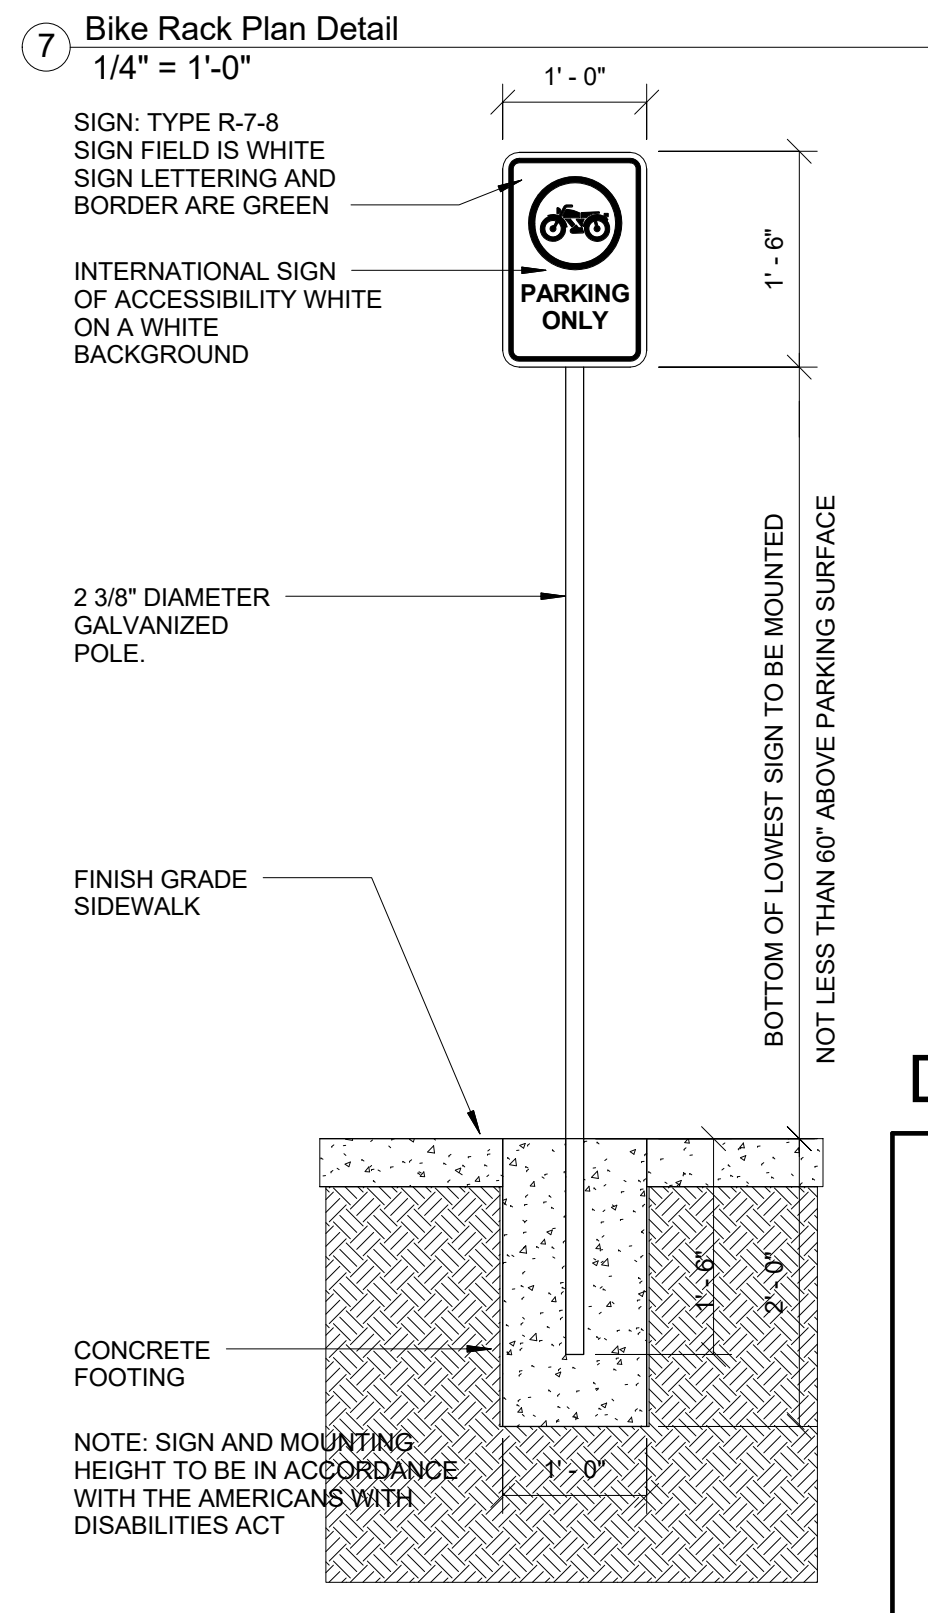 7
Bike Rack Plan Detail
1/4" = 1'-0"
1' - 0"
SIGN: TYPE R-7-8
SIGN FIELD IS WHITE
SIGN LETTERING AND
BORDER ARE GREEN
INTERNATIONAL SIGN
OF ACCESSIBILITY WHITE
ON A WHITE
BACKGROUND
PARKING
ONLY
1' - 6"
2 3/8" DIAMETER
GALVANIZED
POLE.
BOTTOM OF LOWEST SIGN TO BE MOUNTED
NOT LESS THAN 60" ABOVE PARKING SURFACE
FINISH GRADE
SIDEWALK
1' - 6"
2' - 0"
CONCRETE
FOOTING
1' - 0"
NOTE: SIGN AND MOUNTING
HEIGHT TO BE IN ACCORDANCE
WITH THE AMERICANS WITH
DISABILITIES ACT